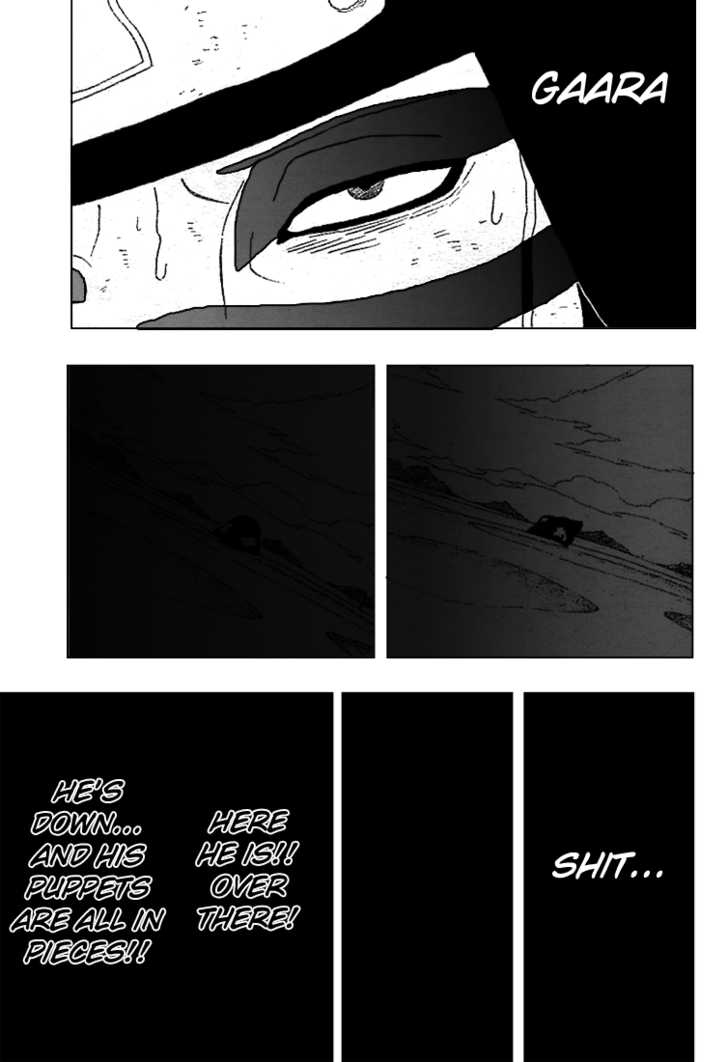 GAARA
SHIT...
HERE
HE IS!!
OVER
THERE!
HE'S
DOWN...
AND HIS
PUPPETS
ARE ALL IN
PIECES!!